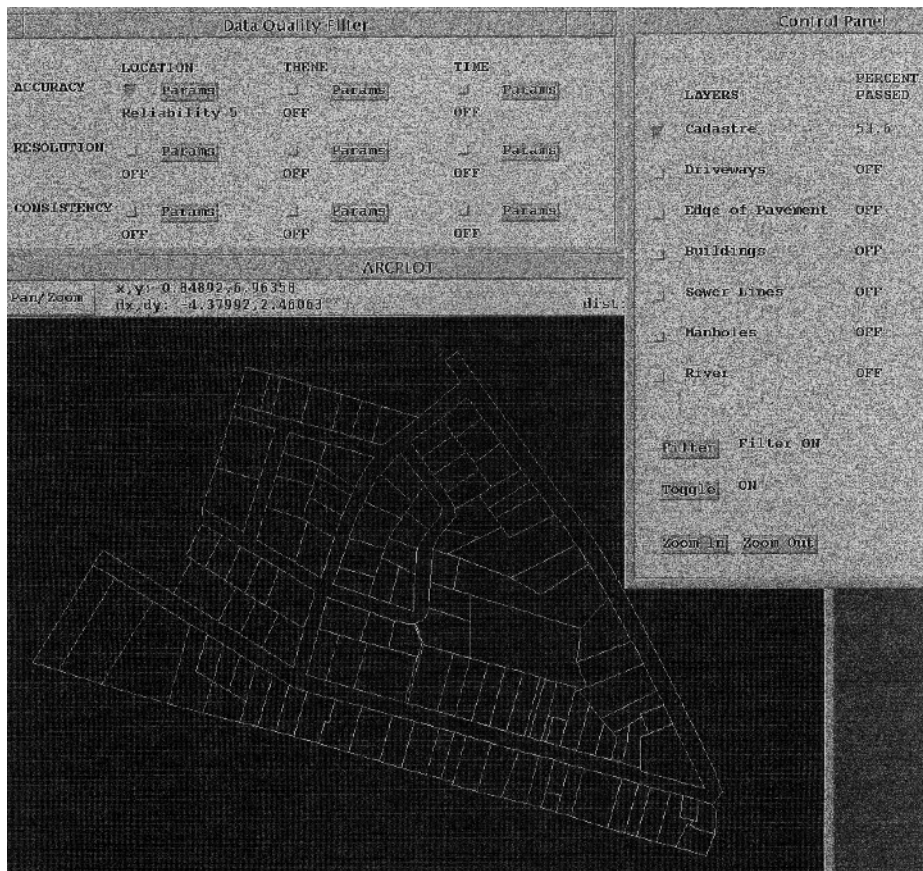 Data Quality Filter
LOCATION THEME TIME
ACCURACY Params Params Params
Reliability 5 OFF OFF
RESOLUTION Params Params Params
OFF OFF OFF
CONSISTENCY Params Params Params
OFF OFF OFF
ARCPLOT
Pan/Zoom
x,y: 0.84892,6.96358
dx,dy: -4.37992,2.46063
dist:
Control Panel
LAYERS PERCENT PASSED
Cadastre 53.6
Driveways OFF
Edge of Pavement OFF
Buildings OFF
Sewer Lines OFF
Manholes OFF
River OFF
Filter Filter ON
Toggle ON
Zoom In Zoom Out